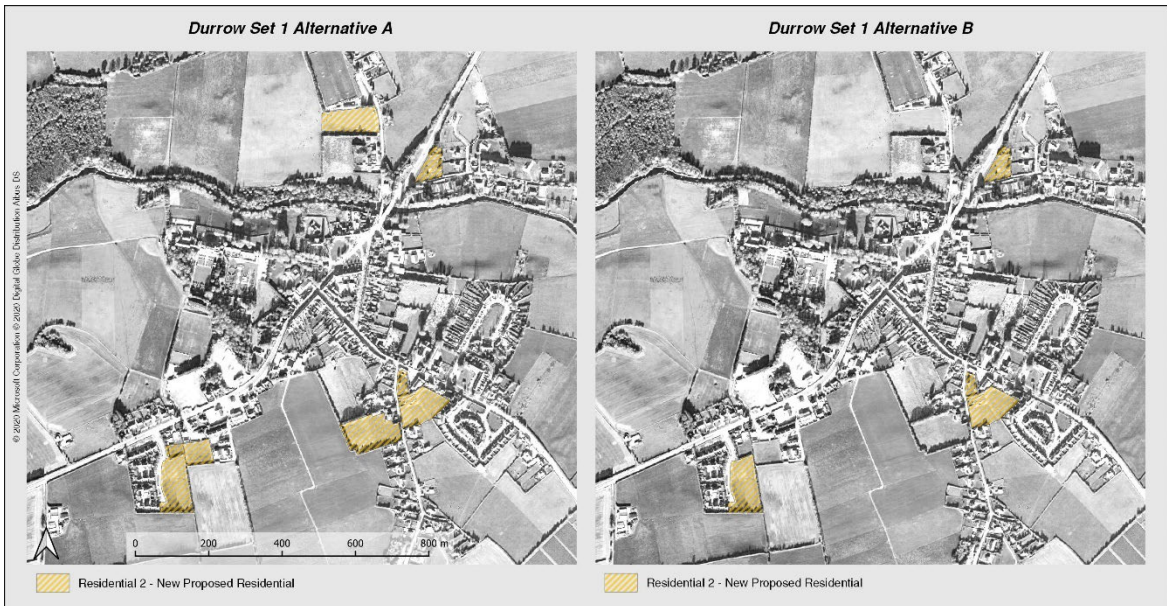 Durrow Set 1 Alternative A
Durrow Set 1 Alternative B
© 2020 Microsoft Corporation © 2020 Digital Globe Distribution Aibus DS
0 200 400 600 800 m
Residential 2 - New Proposed Residential
Residential 2 - New Proposed Residential